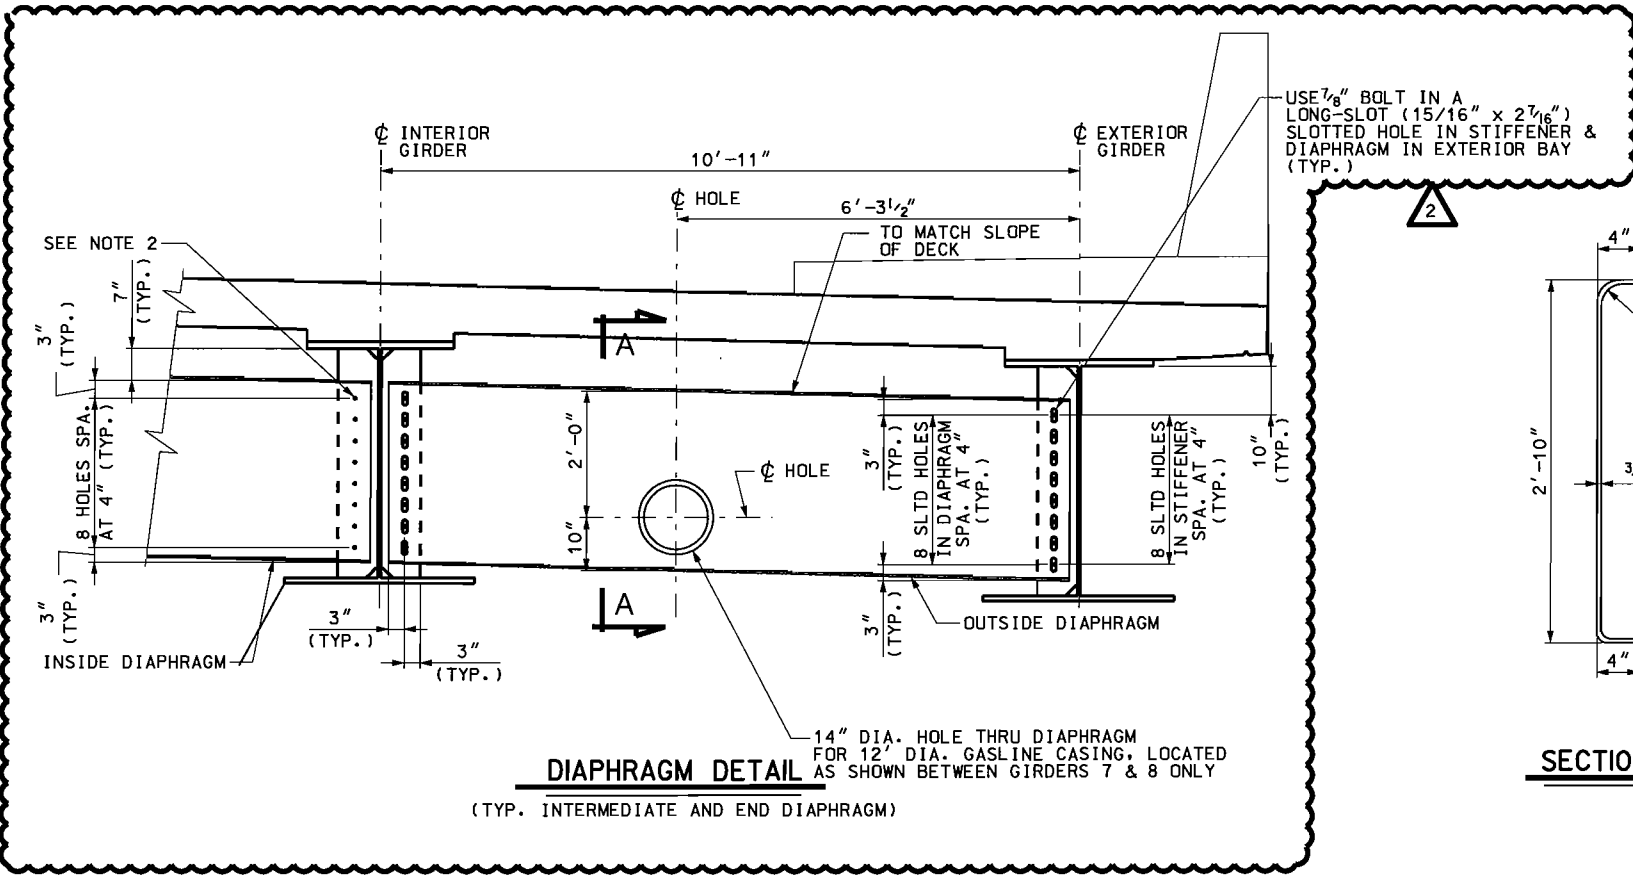 USE 7/8" BOLT IN A
LONG-SLOT (15/16" x 2 7/16")
SLOTTED HOLE IN STIFFENER &
DIAPHRAGM IN EXTERIOR BAY
(TYP.)
2
℄ INTERIOR
GIRDER
℄ EXTERIOR
GIRDER
10'-11"
℄ HOLE
6'-3 1/2"
TO MATCH SLOPE
OF DECK
SEE NOTE 2
7"
(TYP.)
3"
(TYP.)
8 HOLES SPA.
AT 4" (TYP.)
3"
(TYP.)
A
2'-0"
10"
℄ HOLE
3"
(TYP.)
8 SLTD HOLES
IN DIAPHRAGM
SPA. AT 4"
(TYP.)
3"
(TYP.)
8 SLTD HOLES
IN STIFFENER
SPA. AT 4"
(TYP.)
10"
(TYP.)
A
OUTSIDE DIAPHRAGM
3"
(TYP.)
3"
(TYP.)
INSIDE DIAPHRAGM
14" DIA. HOLE THRU DIAPHRAGM
FOR 12' DIA. GASLINE CASING, LOCATED
AS SHOWN BETWEEN GIRDERS 7 & 8 ONLY
DIAPHRAGM DETAIL
(TYP. INTERMEDIATE AND END DIAPHRAGM)
4"
2'-10"
4"
SECTIO